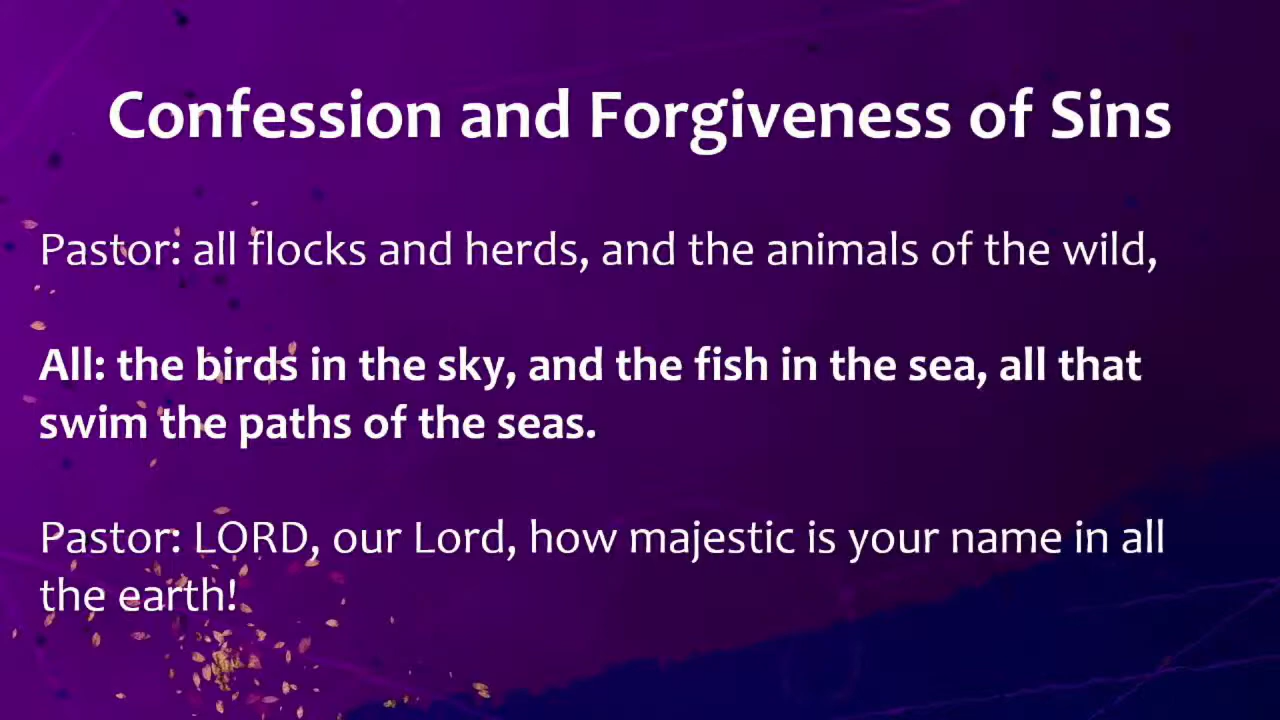 Confession and Forgiveness of Sins
Pastor: all flocks and herds, and the animals of the wild,
All: the birds in the sky, and the fish in the sea, all that
swim the paths of the seas.
Pastor: LORD, our Lord, how majestic is your name in all
the earth!